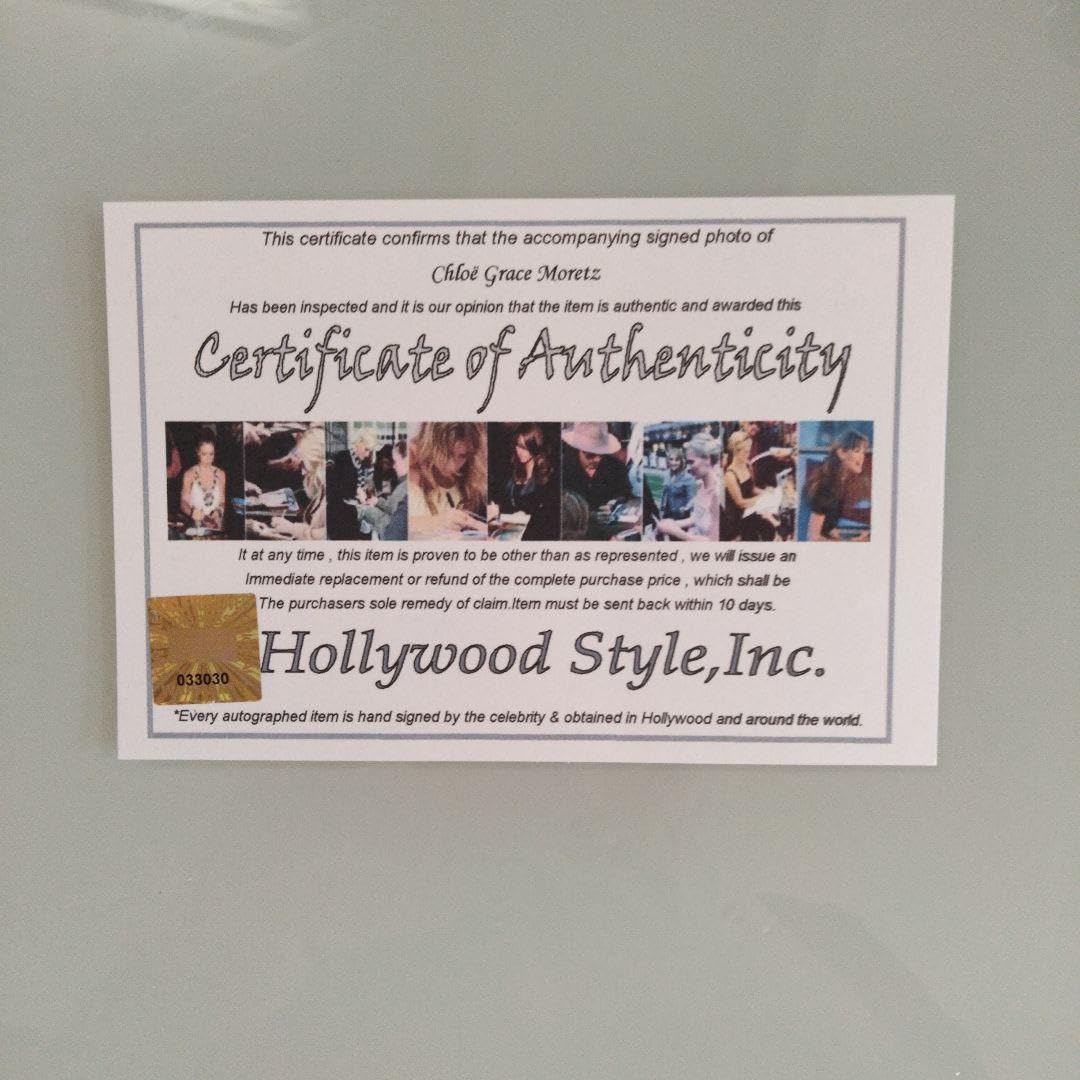 This certificate confirms that the accompanying signed photo of
Chloë Grace Moretz
Has been inspected and it is our opinion that the item is authentic and awarded this
Certificate of Authenticity
It at any time , this item is proven to be other than as represented , we will issue an
Immediate replacement or refund of the complete purchase price , which shall be
The purchasers sole remedy of claim.Item must be sent back within 10 days.
033030
Hollywood Style,Inc.
*Every autographed item is hand signed by the celebrity & obtained in Hollywood and around the world.